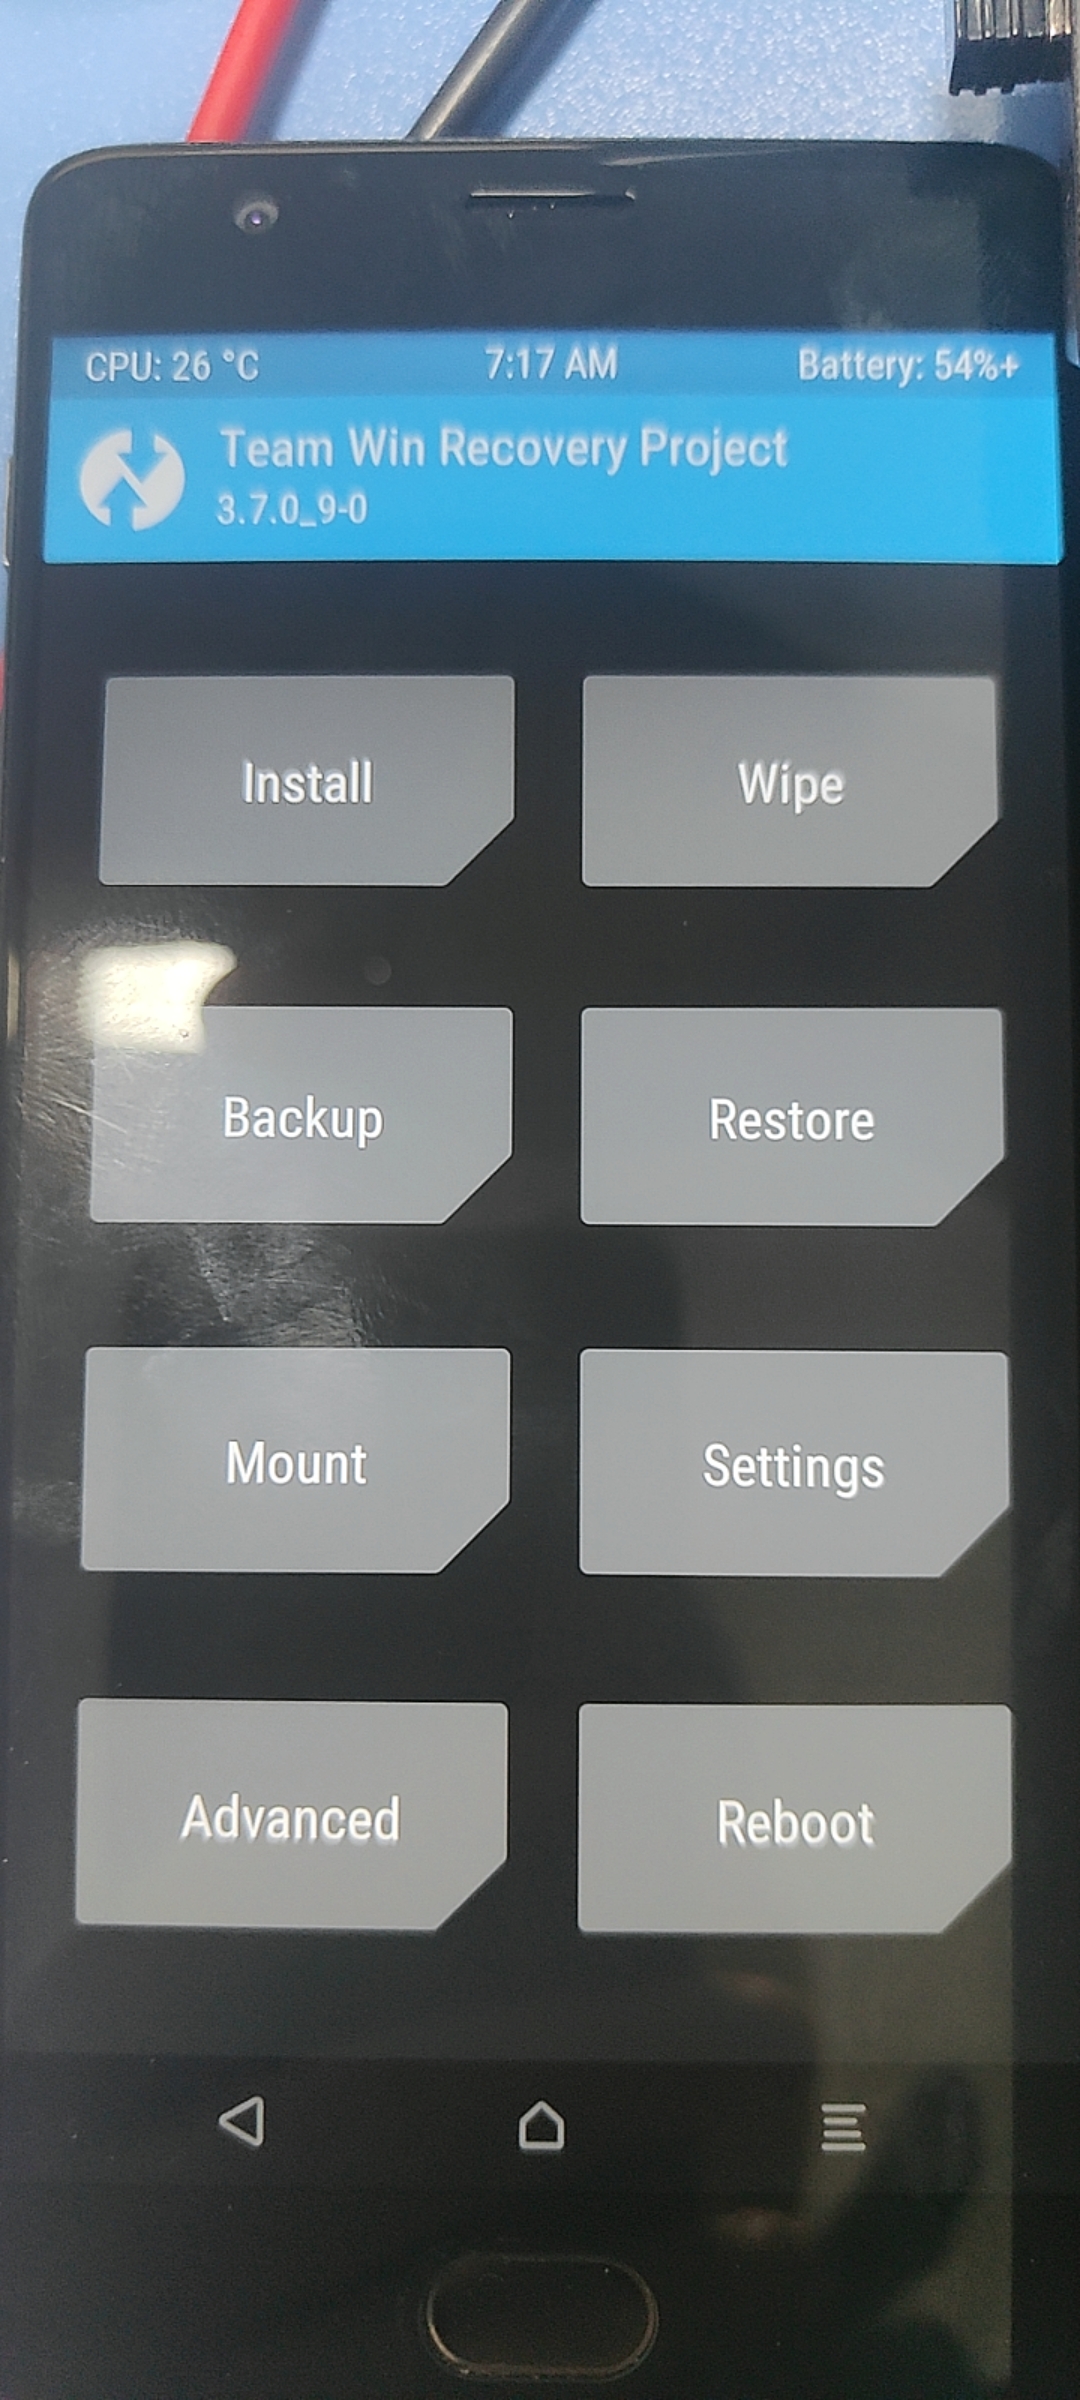 CPU: 26 °C 7:17 AM Battery: 54%+
Team Win Recovery Project
3.7.0_9-0
Install Wipe
Backup Restore
Mount Settings
Advanced Reboot